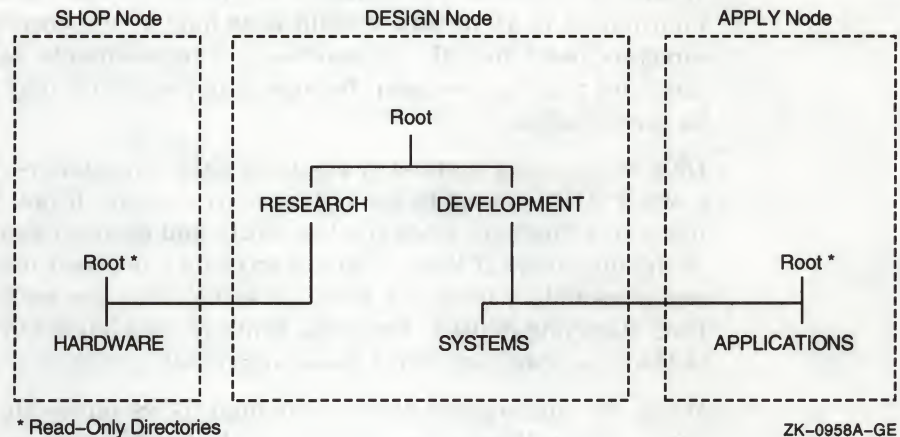 SHOP Node DESIGN Node APPLY Node
Root
RESEARCH DEVELOPMENT
Root * Root *
HARDWARE SYSTEMS APPLICATIONS
* Read-Only Directories
ZK-0958A-GE